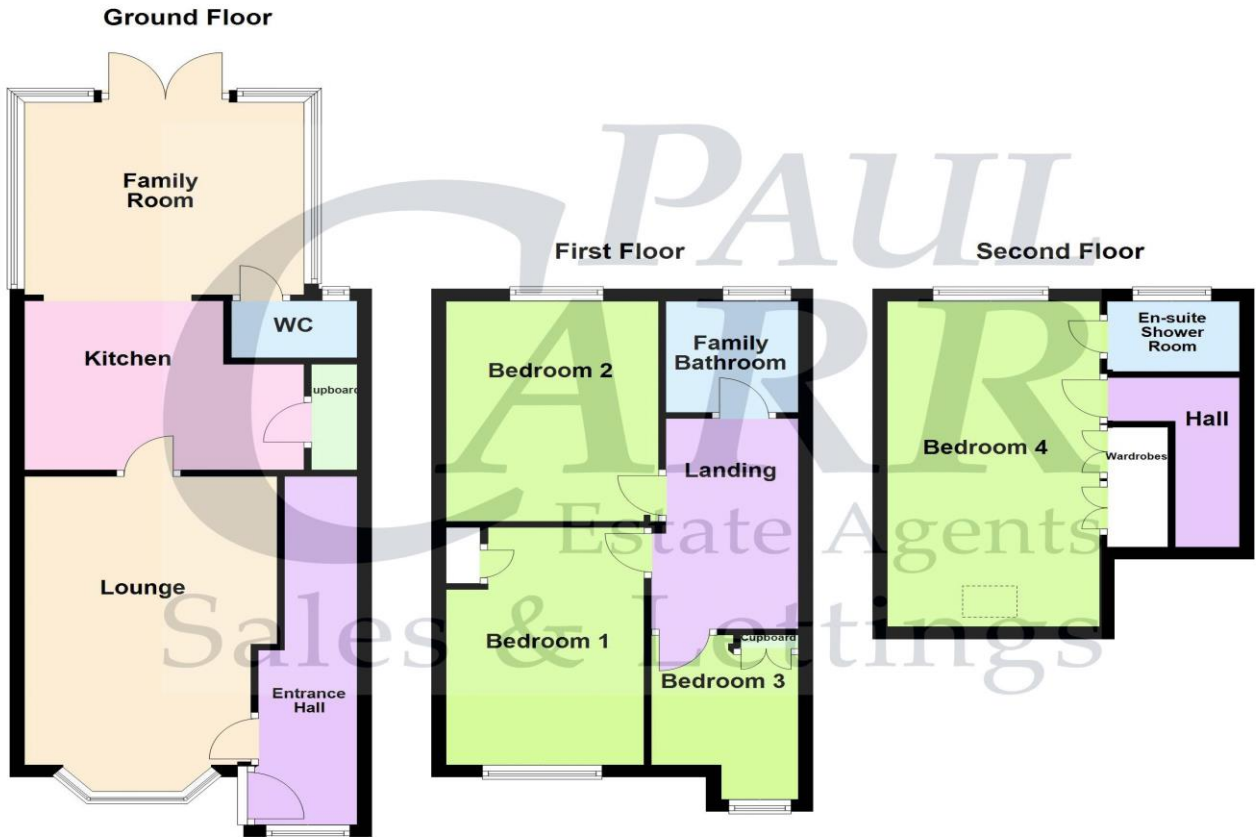 Ground Floor
Family
Room
WC
Kitchen
upboard
Lounge
Entrance
Hall
First Floor
Bedroom 2
Family
Bathroom
Landing
Bedroom 1
Cupboard
Bedroom 3
Second Floor
En-suite
Shower
Room
Hall
Bedroom 4
Wardrobes
PAUL
CARR
Estate Agents
Sales & Lettings